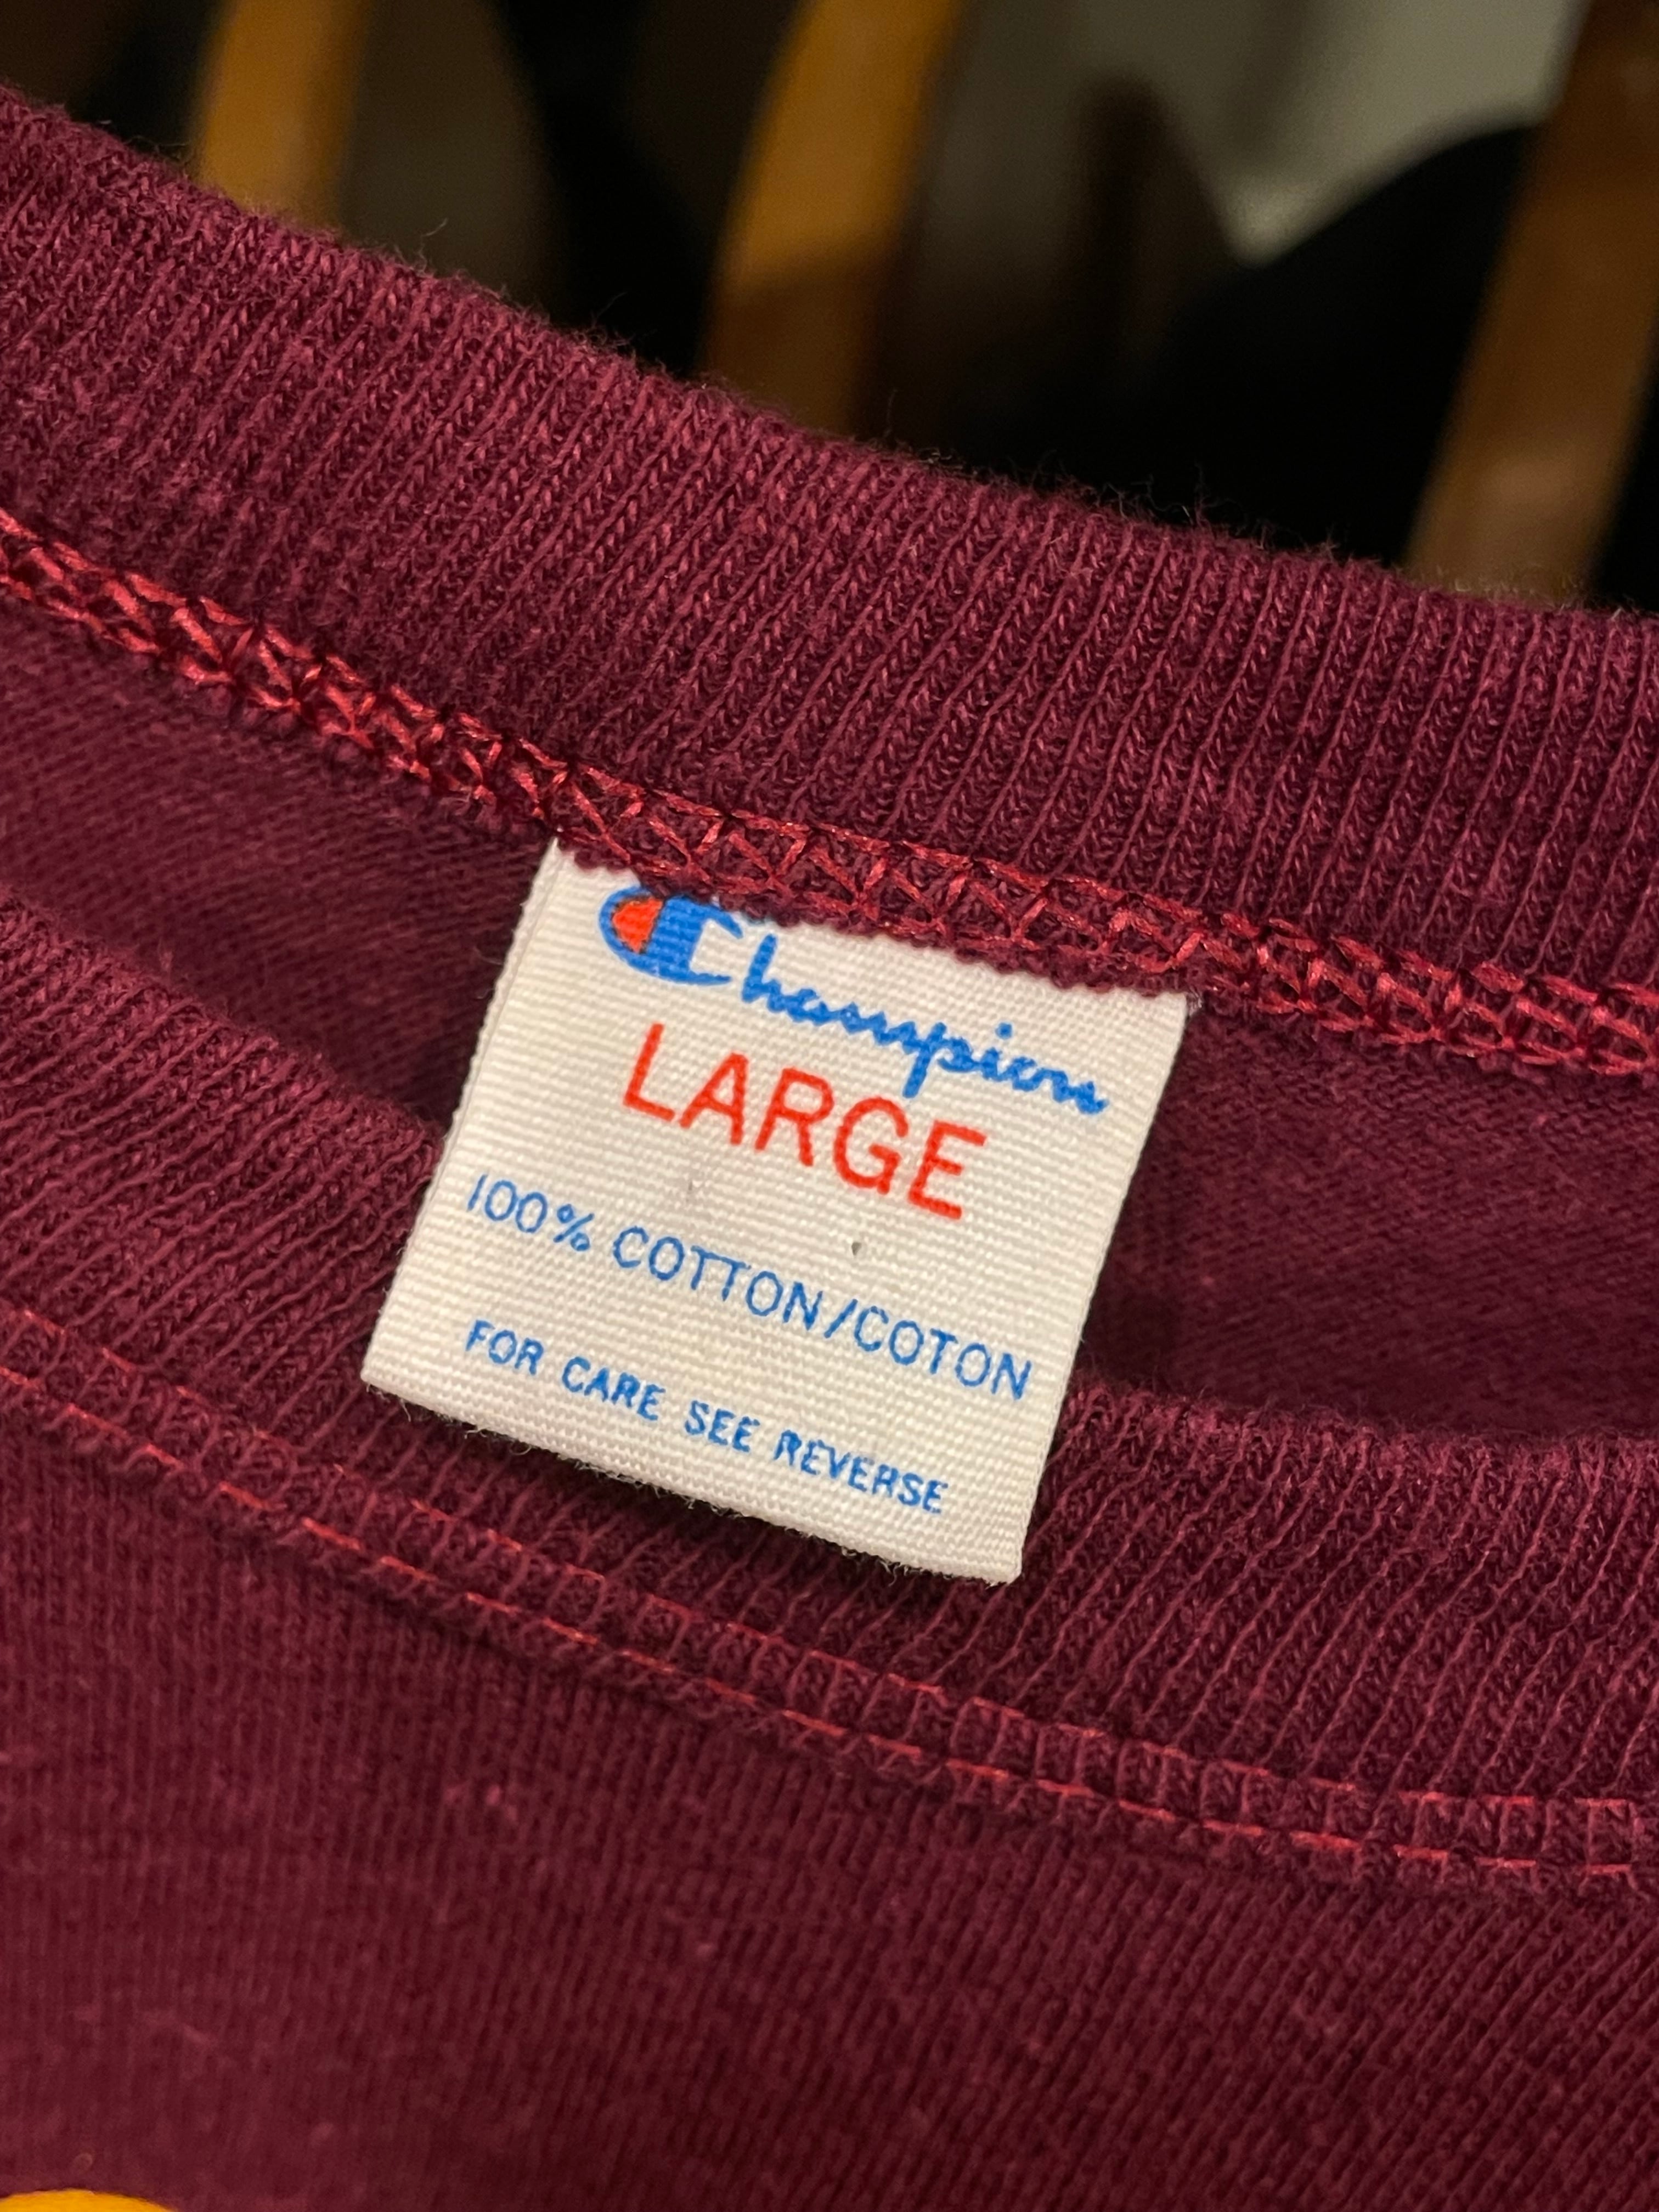 Champion
LARGE
100% COTTON/COTON
FOR CARE SEE REVERSE